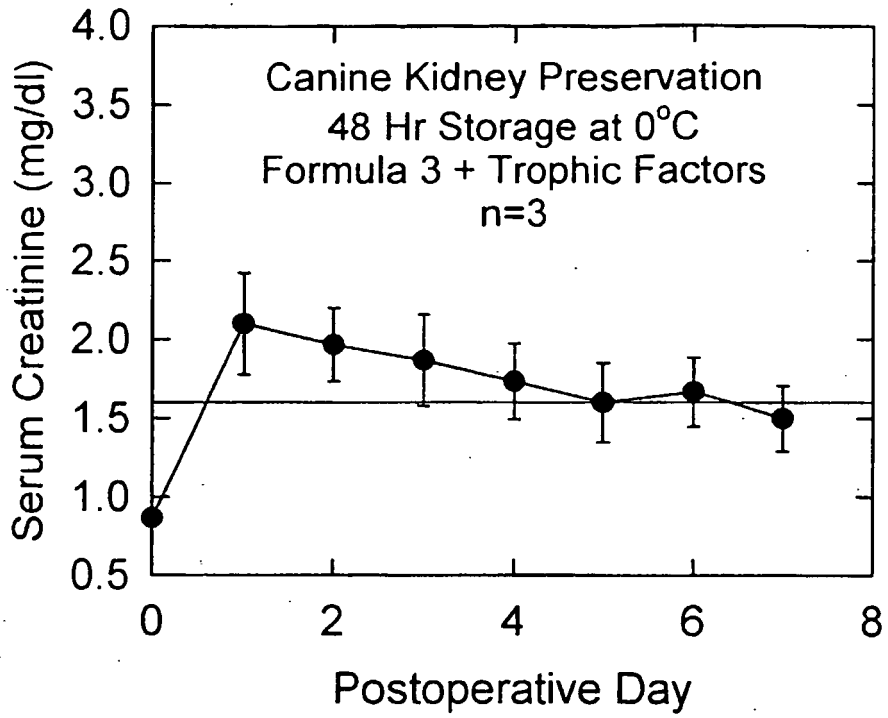 4.0
3.5
3.0
2.5
2.0
1.5
1.0
0.5
Serum Creatinine (mg/dl)
Canine Kidney Preservation
48 Hr Storage at 0°C
Formula 3 + Trophic Factors
n=3
0 2 4 6 8
Postoperative Day